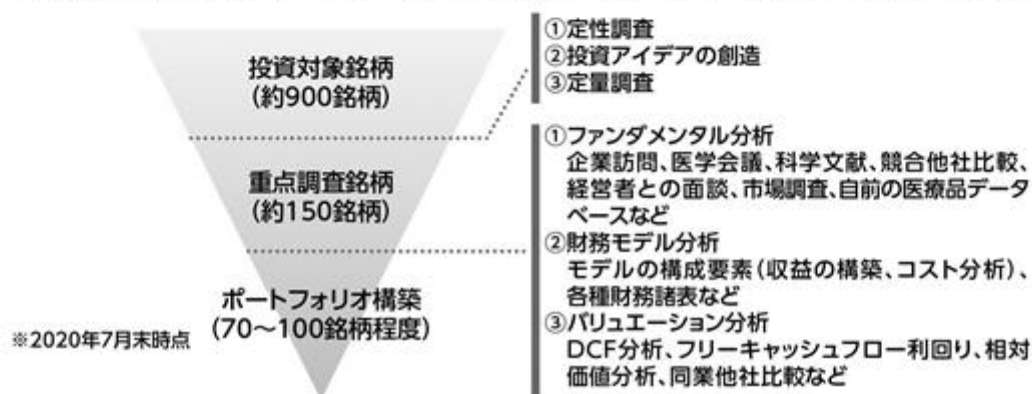 投資対象銘柄
(約900銘柄)
重点調査銘柄
(約150銘柄)
ポートフォリオ構築
(70〜100銘柄程度)
※2020年7月末時点
①定性調査
②投資アイデアの創造
③定量調査
①ファンダメンタル分析
企業訪問、医学会議、科学文献、競合他社比較、
経営者との面談、市場調査、自前の医療品データ
ベースなど
②財務モデル分析
モデルの構成要素(収益の構築、コスト分析)、
各種財務諸表など
③バリュエーション分析
DCF分析、フリーキャッシュフロー利回り、相対
価値分析、同業他社比較など